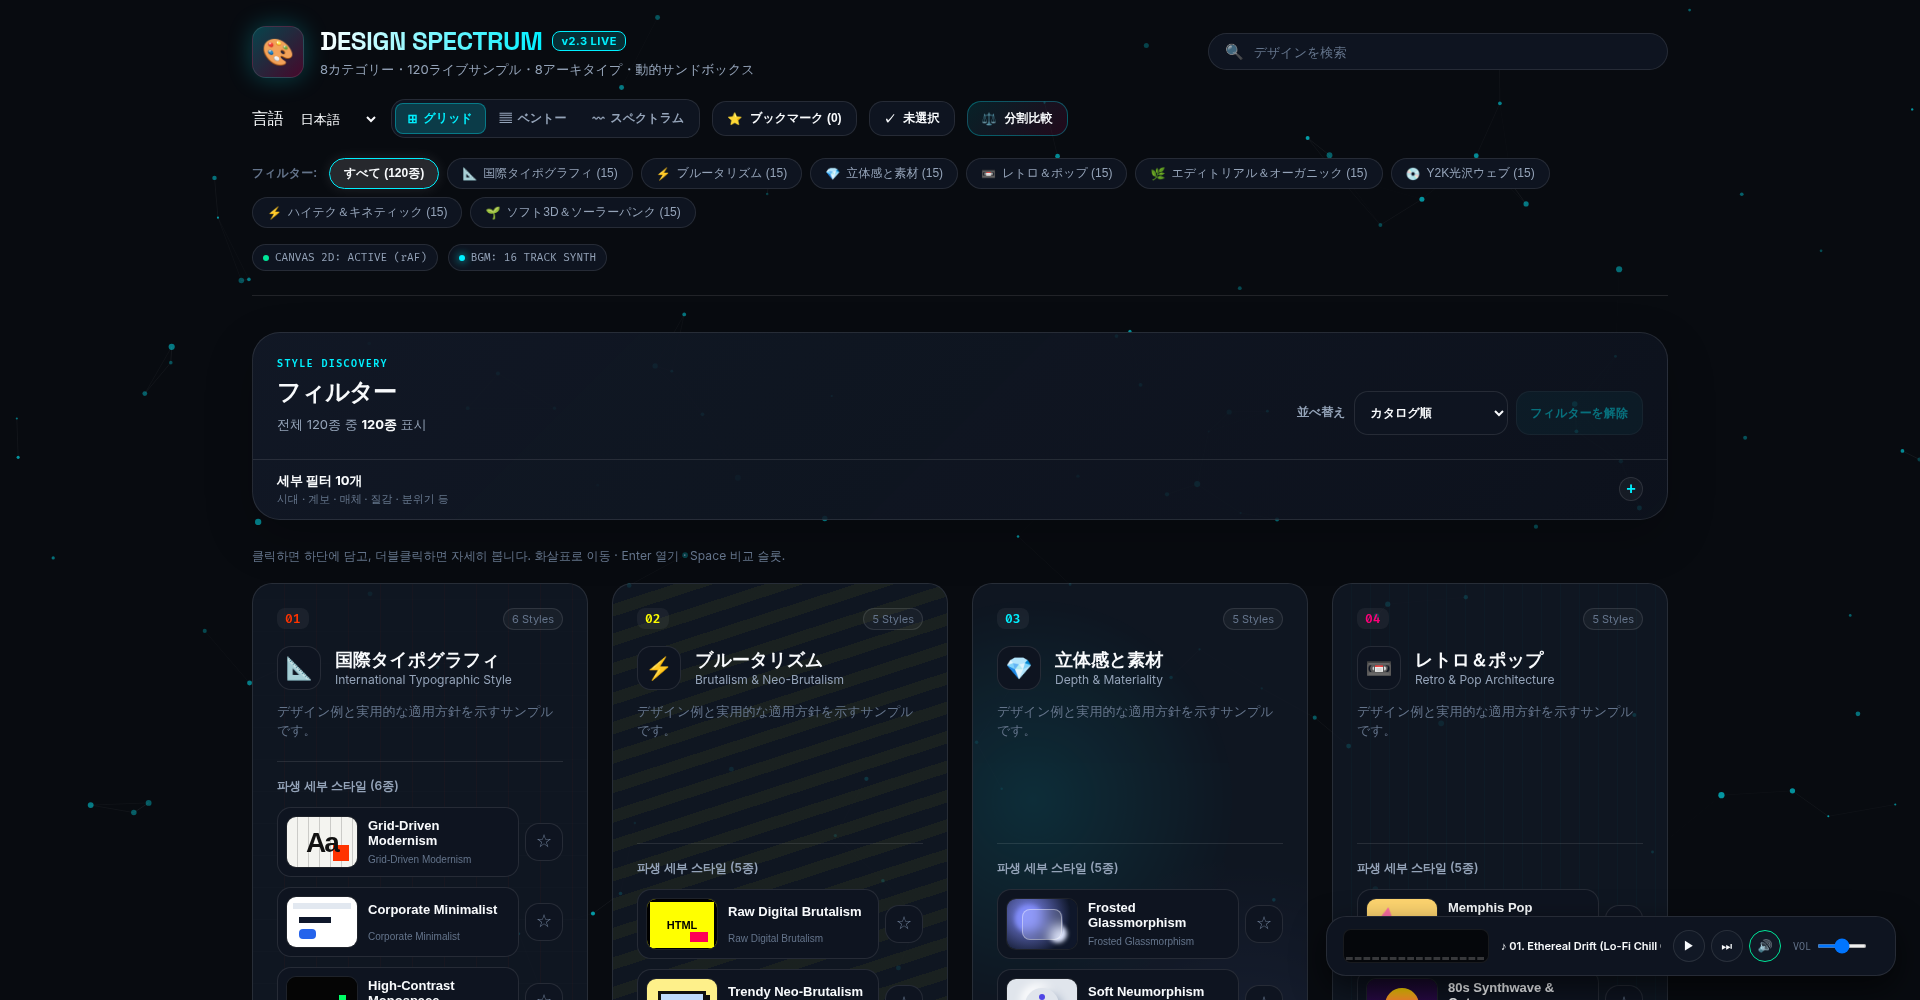 DESIGN SPECTRUM v2.3 LIVE
8カテゴリー・120ライブサンプル・8アーキタイプ・動的サンドボックス
デザインを検索
言語 日本語 グリッド ベントー スペクトラム ブックマーク (0) ✓ 未選択 分割比較
フィルター: すべて (120종) 国際タイポグラフィ (15) ブルータリズム (15) 立体感と素材 (15) レトロ＆ポップ (15) エディトリアル＆オーガニック (15) Y2K光沢ウェブ (15)
ハイテク＆キネティック (15) ソフト3D＆ソーラーパンク (15)
CANVAS 2D: ACTIVE (rAF) BGM: 16 TRACK SYNTH
STYLE DISCOVERY
フィルター
전체 120종 중 120종 표시
並べ替え カタログ順 フィルターを解除
세부 필터 10개
시대 · 계보 · 매체 · 질감 · 분위기 등
클릭하면 하단에 담고, 더블클릭하면 자세히 봅니다. 화살표로 이동 · Enter 열기 · Space 비교 슬롯.
01 6 Styles
国際タイポグラフィ
International Typographic Style
デザイン例と実用的な適用方針を示すサンプル
です。
파생 세부 스타일 (6종)
Aa
Grid-Driven
Modernism
Grid-Driven Modernism
Corporate Minimalist
Corporate Minimalist
High-Contrast
Monospace
02 5 Styles
ブルータリズム
Brutalism & Neo-Brutalism
デザイン例と実用的な適用方針を示すサンプル
です。
파생 세부 스타일 (5종)
HTML
Raw Digital Brutalism
Raw Digital Brutalism
Trendy Neo-Brutalism
03 5 Styles
立体感と素材
Depth & Materiality
デザイン例と実用的な適用方針を示すサンプル
です。
파생 세부 스타일 (5종)
Frosted
Glassmorphism
Frosted Glassmorphism
Soft Neumorphism
04 5 Styles
レトロ＆ポップ
Retro & Pop Architecture
デザイン例と実用的な適用方針を示すサンプル
です。
파생 세부 스타일 (5종)
Memphis Pop
80s Synthwave &
♪ 01. Ethereal Drift (Lo-Fi Chill
VOL